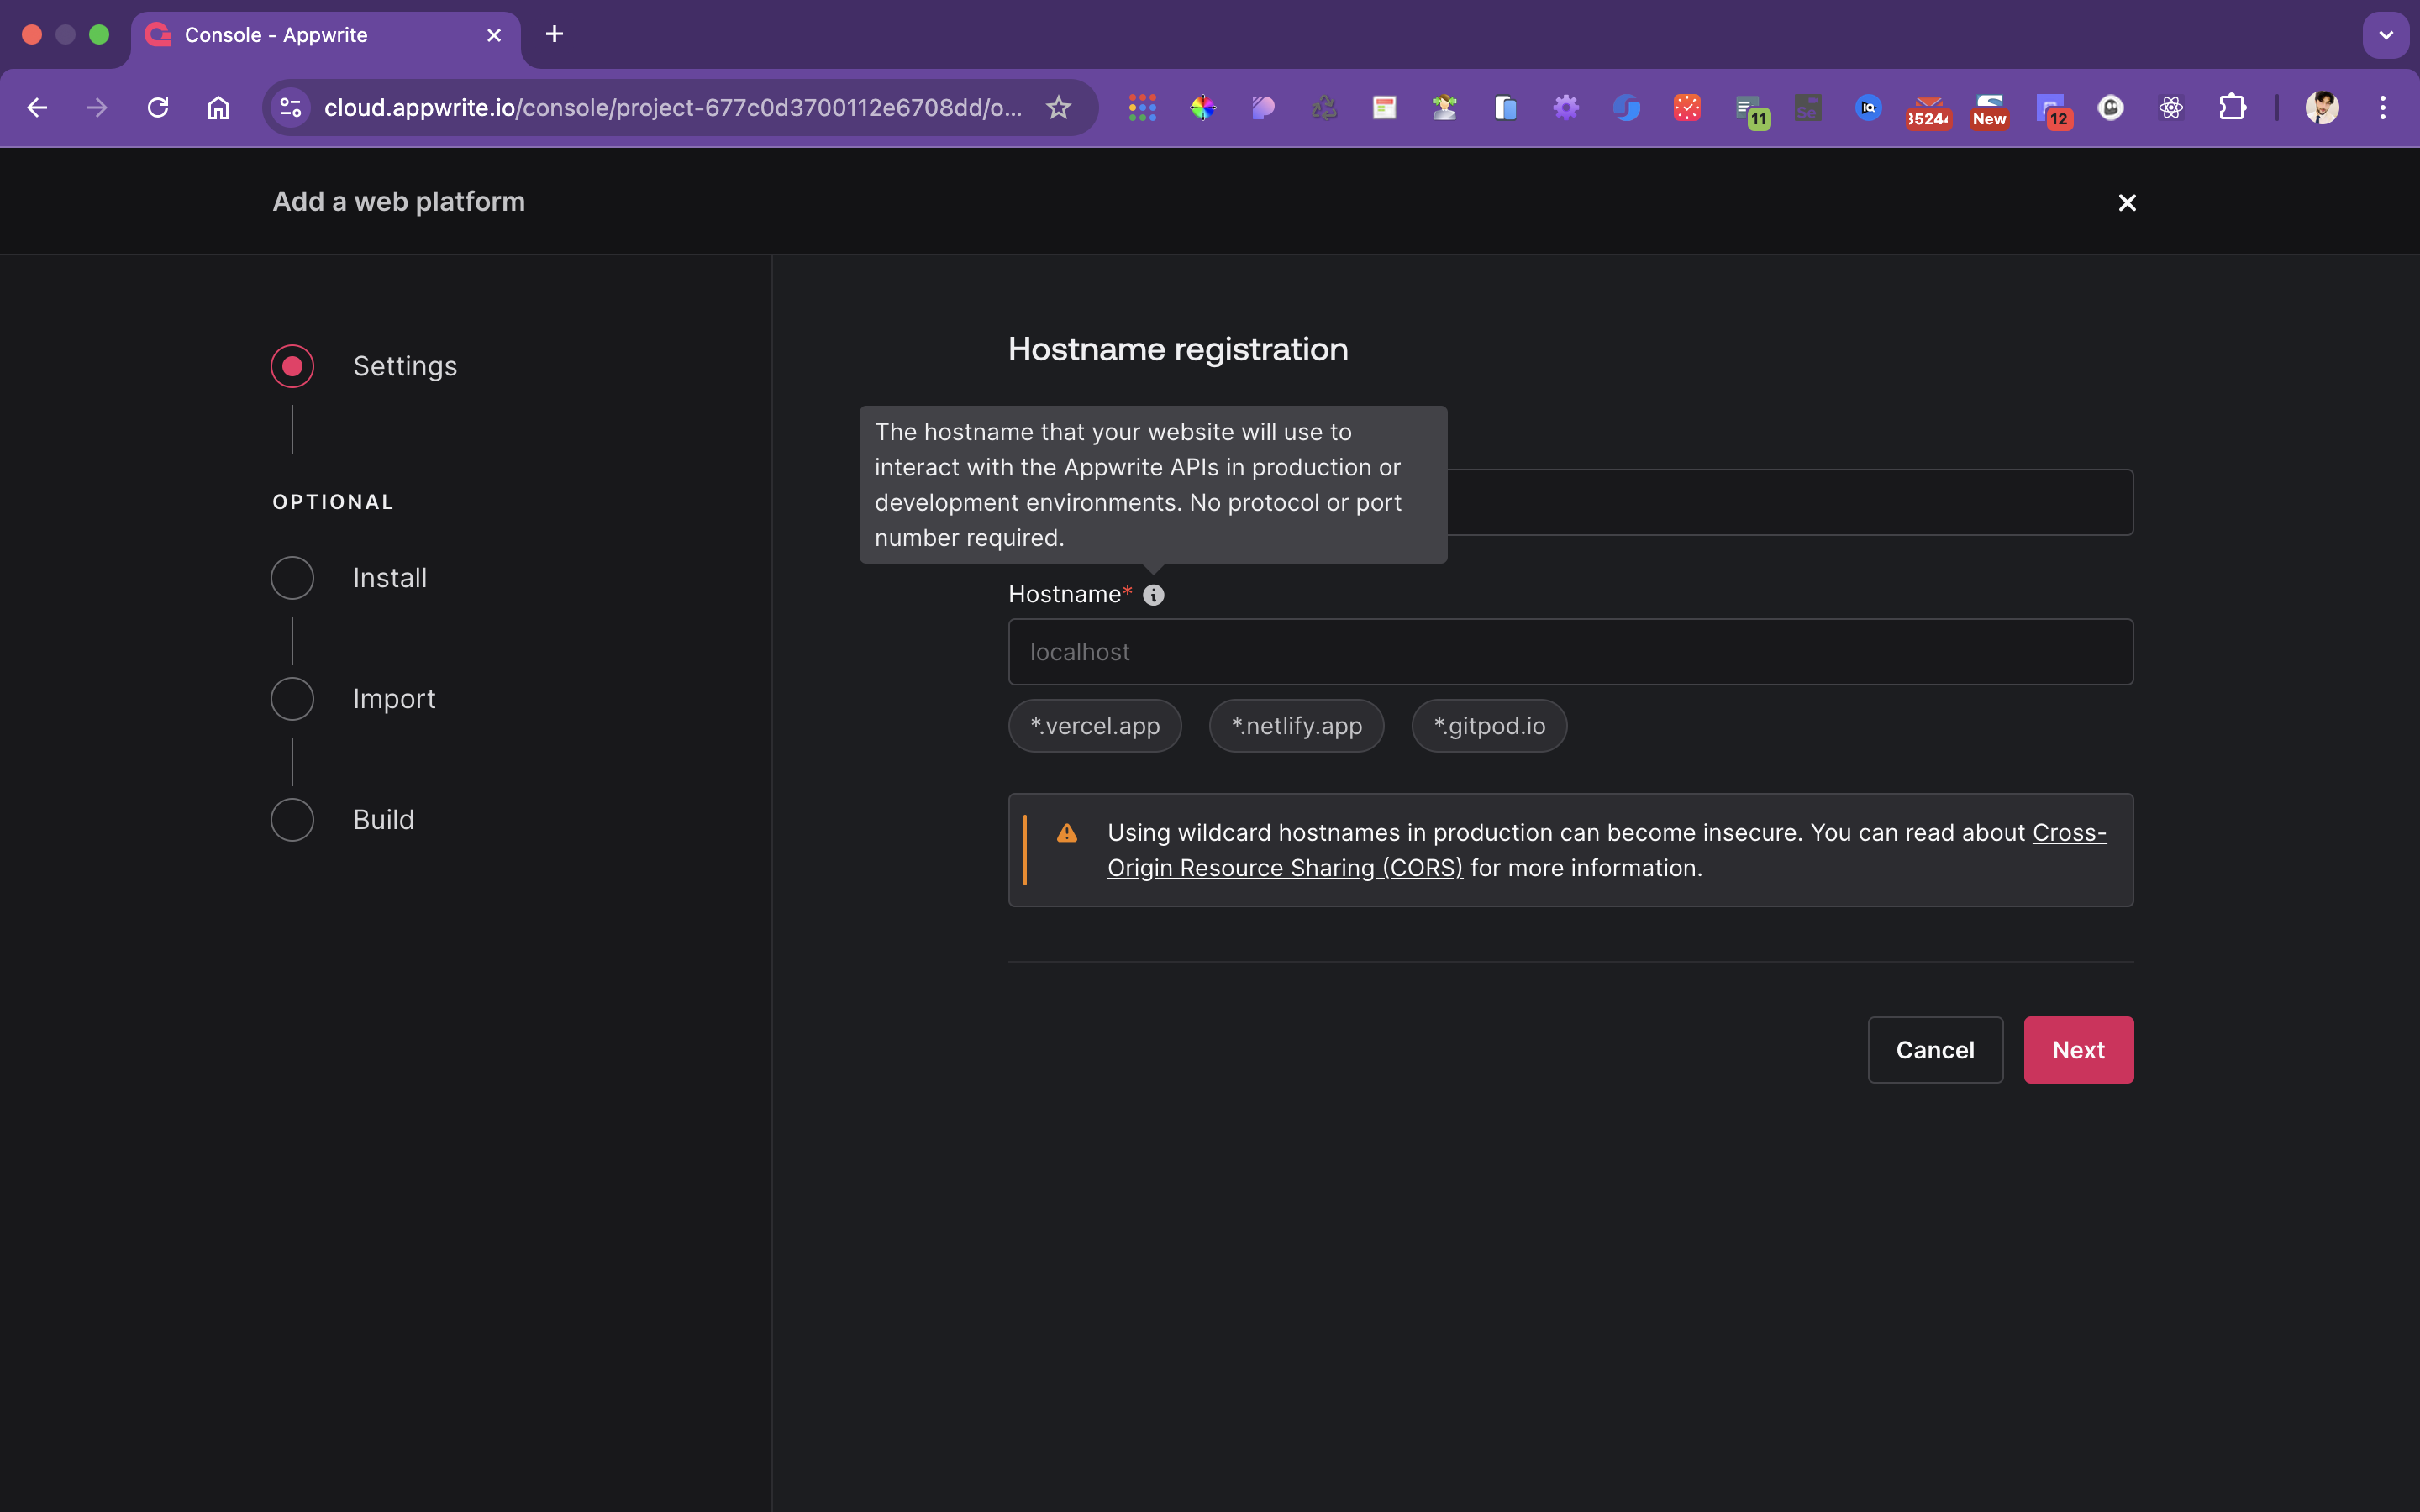 Console - Appwrite
cloud.appwrite.io/console/project-677c0d3700112e6708dd/o...
11
New
12
Add a web platform
Settings
OPTIONAL
Install
Import
Build
Hostname registration
The hostname that your website will use to
interact with the Appwrite APIs in production or
development environments. No protocol or port
number required.
Hostname*
localhost
*.vercel.app
*.netlify.app
*.gitpod.io
Using wildcard hostnames in production can become insecure. You can read about Cross-
Origin Resource Sharing (CORS) for more information.
Cancel
Next